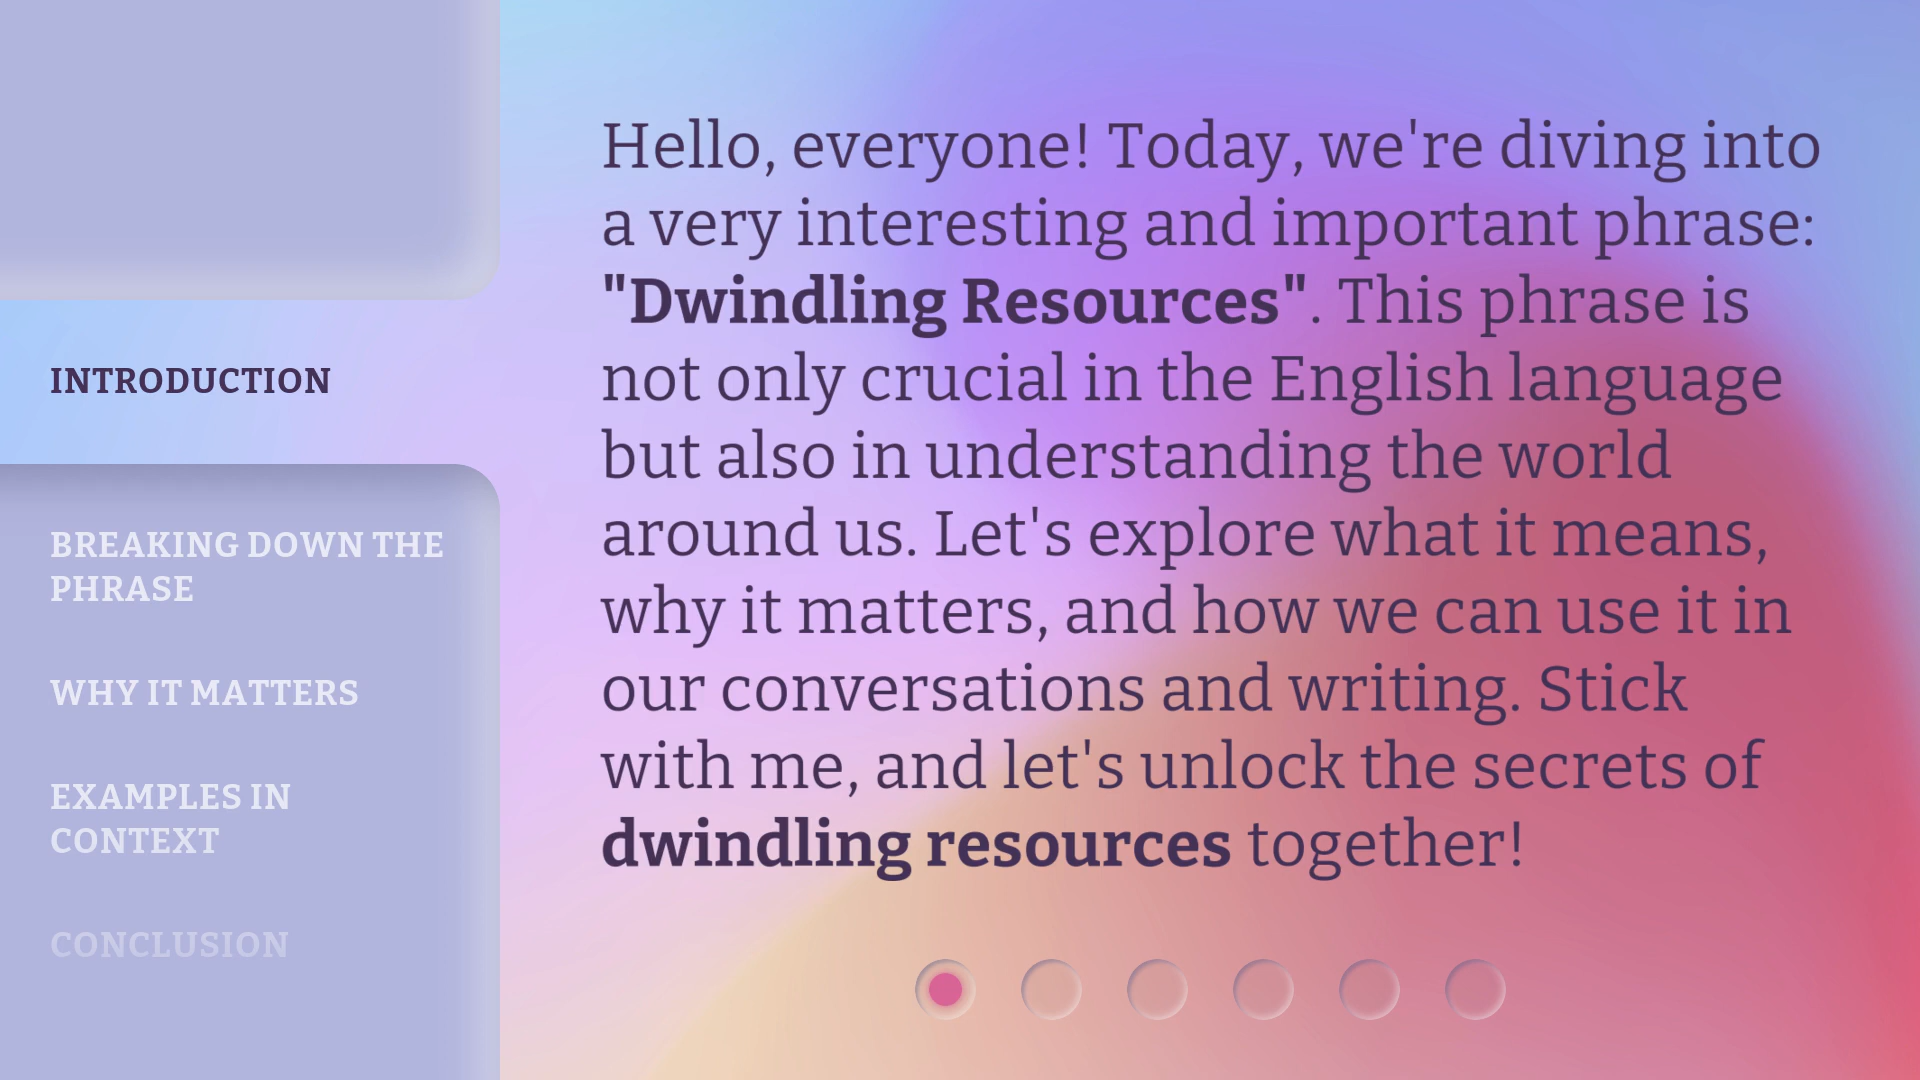 INTRODUCTION
BREAKING DOWN THE
PHRASE
WHY IT MATTERS
EXAMPLES IN
CONTEXT
CONCLUSION
Hello, everyone! Today, we're diving into
a very interesting and important phrase:
"Dwindling Resources". This phrase is
not only crucial in the English language
but also in understanding the world
around us. Let's explore what it means,
why it matters, and how we can use it in
our conversations and writing. Stick
with me, and let's unlock the secrets of
dwindling resources together!